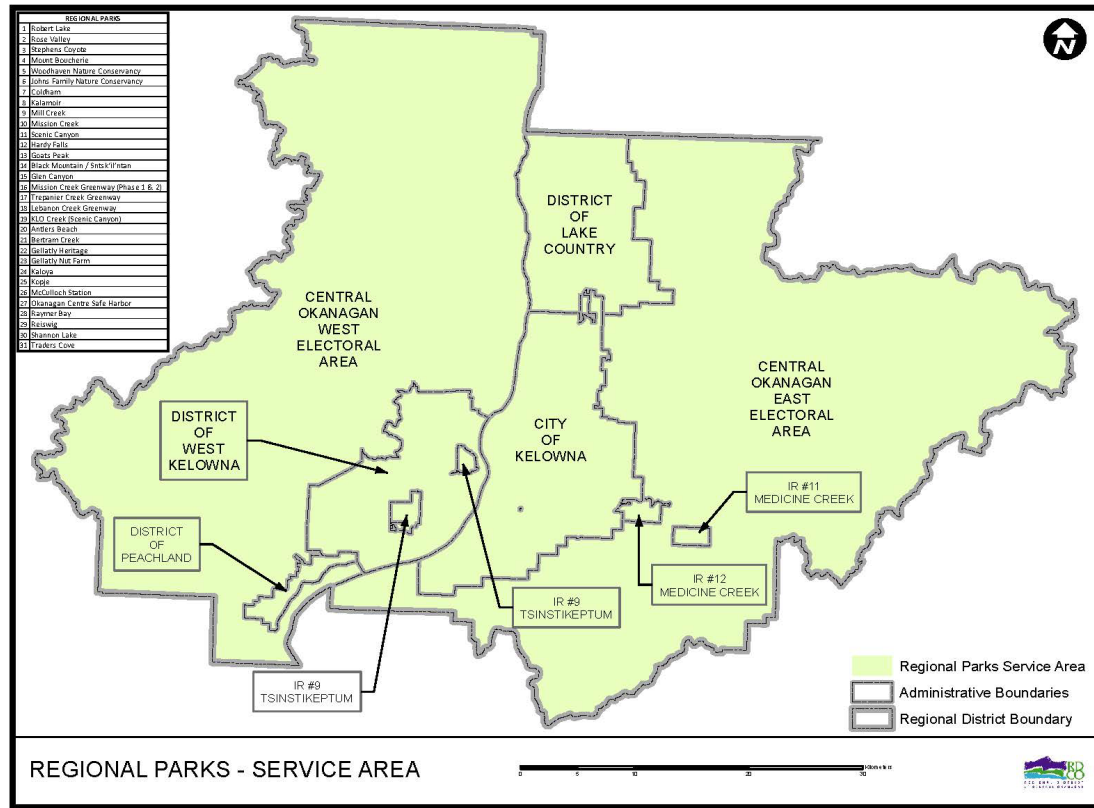 REGIONAL PARKS
1 Robert Lake
2 Rose Valley
3 Stephens Coyote
4 Mount Boucherie
5 Woodhaven Nature Conservancy
6 Johns Family Nature Conservancy
7 Coldham
8 Kalamoir
9 Mill Creek
10 Mission Creek
11 Scenic Canyon
12 Hardy Falls
13 Goats Peak
14 Black Mountain / Sntsk'il'ntan
15 Glen Canyon
16 Mission Creek Greenway (Phase 1 & 2)
17 Trepanier Creek Greenway
18 Lebanon Creek Greenway
19 KLO Creek (Scenic Canyon)
20 Antlers Beach
21 Bertram Creek
22 Gellatly Heritage
23 Gellatly Nut Farm
24 Kaloya
25 Kopje
26 McCulloch Station
27 Okanagan Centre Safe Harbor
28 Raymer Bay
29 Reiswig
30 Shannon Lake
31 Traders Cove
N
DISTRICT
OF
LAKE
COUNTRY
CENTRAL
OKANAGAN
WEST
ELECTORAL
AREA
CENTRAL
OKANAGAN
EAST
ELECTORAL
AREA
DISTRICT
OF
WEST
KELOWNA
CITY
OF
KELOWNA
IR #11
MEDICINE CREEK
DISTRICT
OF
PEACHLAND
IR #12
MEDICINE CREEK
IR #9
TSINSTIKEPTUM
IR #9
TSINSTIKEPTUM
Regional Parks Service Area
Administrative Boundaries
Regional District Boundary
REGIONAL PARKS - SERVICE AREA
0 5 10 20 30
Kilometers
RD
CO